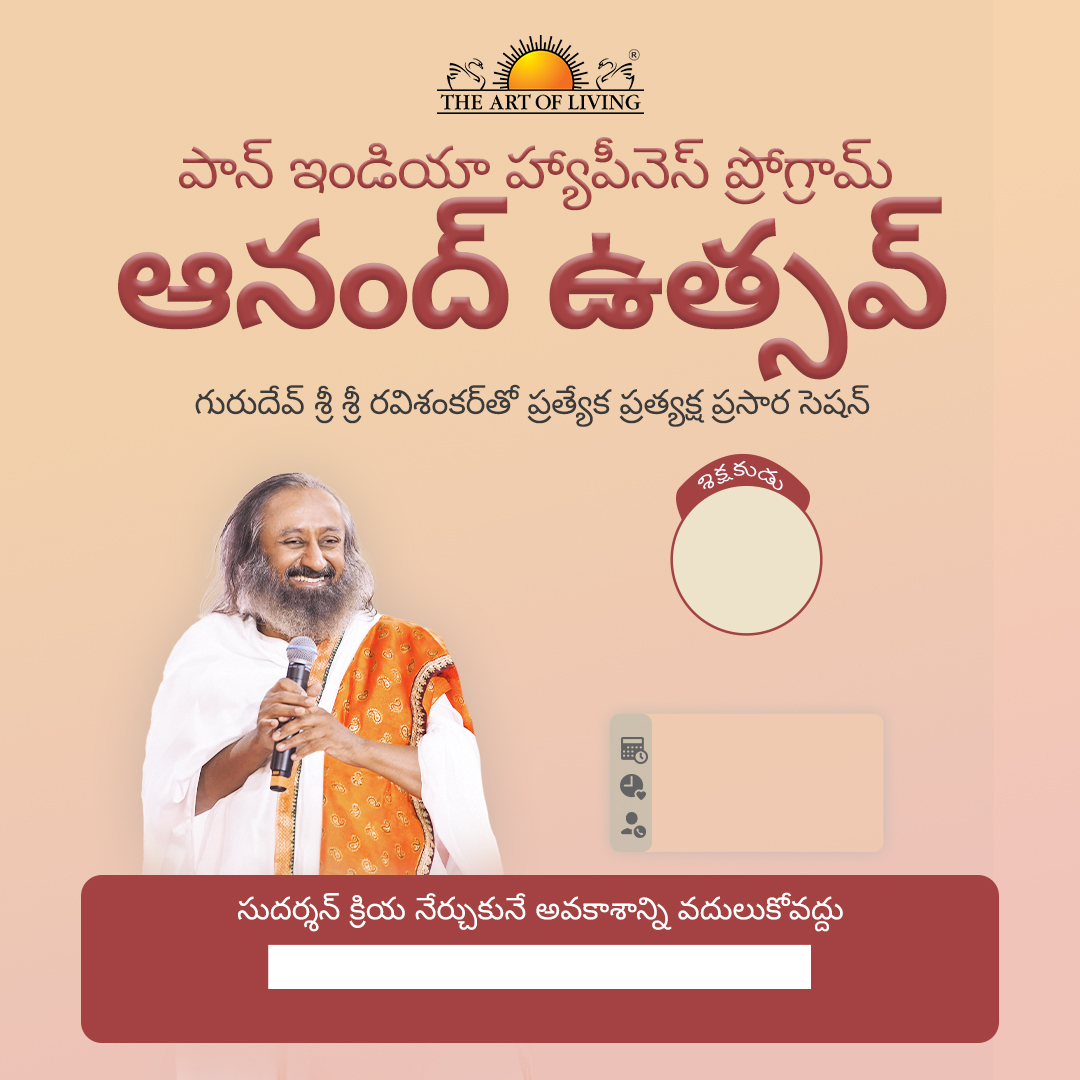 THE ART OF LIVING ®
పాన్ ఇండియా హ్యాపీనెస్ ప్రోగ్రామ్
ఆనంద్ ఉత్సవ్
గురుదేవ్ శ్రీ శ్రీ రవిశంకర్‌తో ప్రత్యేక ప్రత్యక్ష ప్రసార సెషన్
శిక్షకుడు
సుదర్శన్ క్రియ నేర్చుకునే అవకాశాన్ని వదులుకోవద్దు